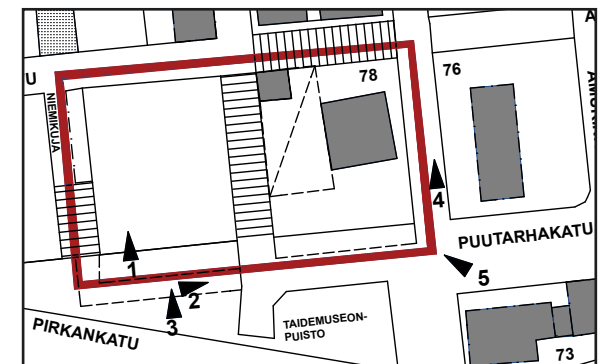 A
U
78
76
NIEMIKUJA
4
PUUTARHAKATU
1
5
2
3
TAIDEMUSEON-
PUISTO
PIRKANKATU
73